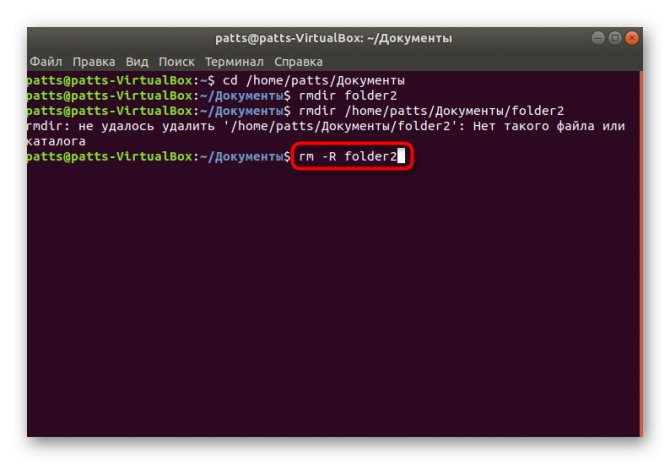 patts@patts-VirtualBox: ~/Документы
Файл Правка Вид Поиск Терминал Справка
patts@patts-VirtualBox:~$ cd /home/patts/Документы
patts@patts-VirtualBox:~/Документы$ rmdir folder2
patts@patts-VirtualBox:~/Документы$ rmdir /home/patts/Документы/folder2
rmdir: не удалось удалить '/home/patts/Документы/folder2': Нет такого файла или
каталога
patts@patts-VirtualBox:~/Документы$ rm -R folder2